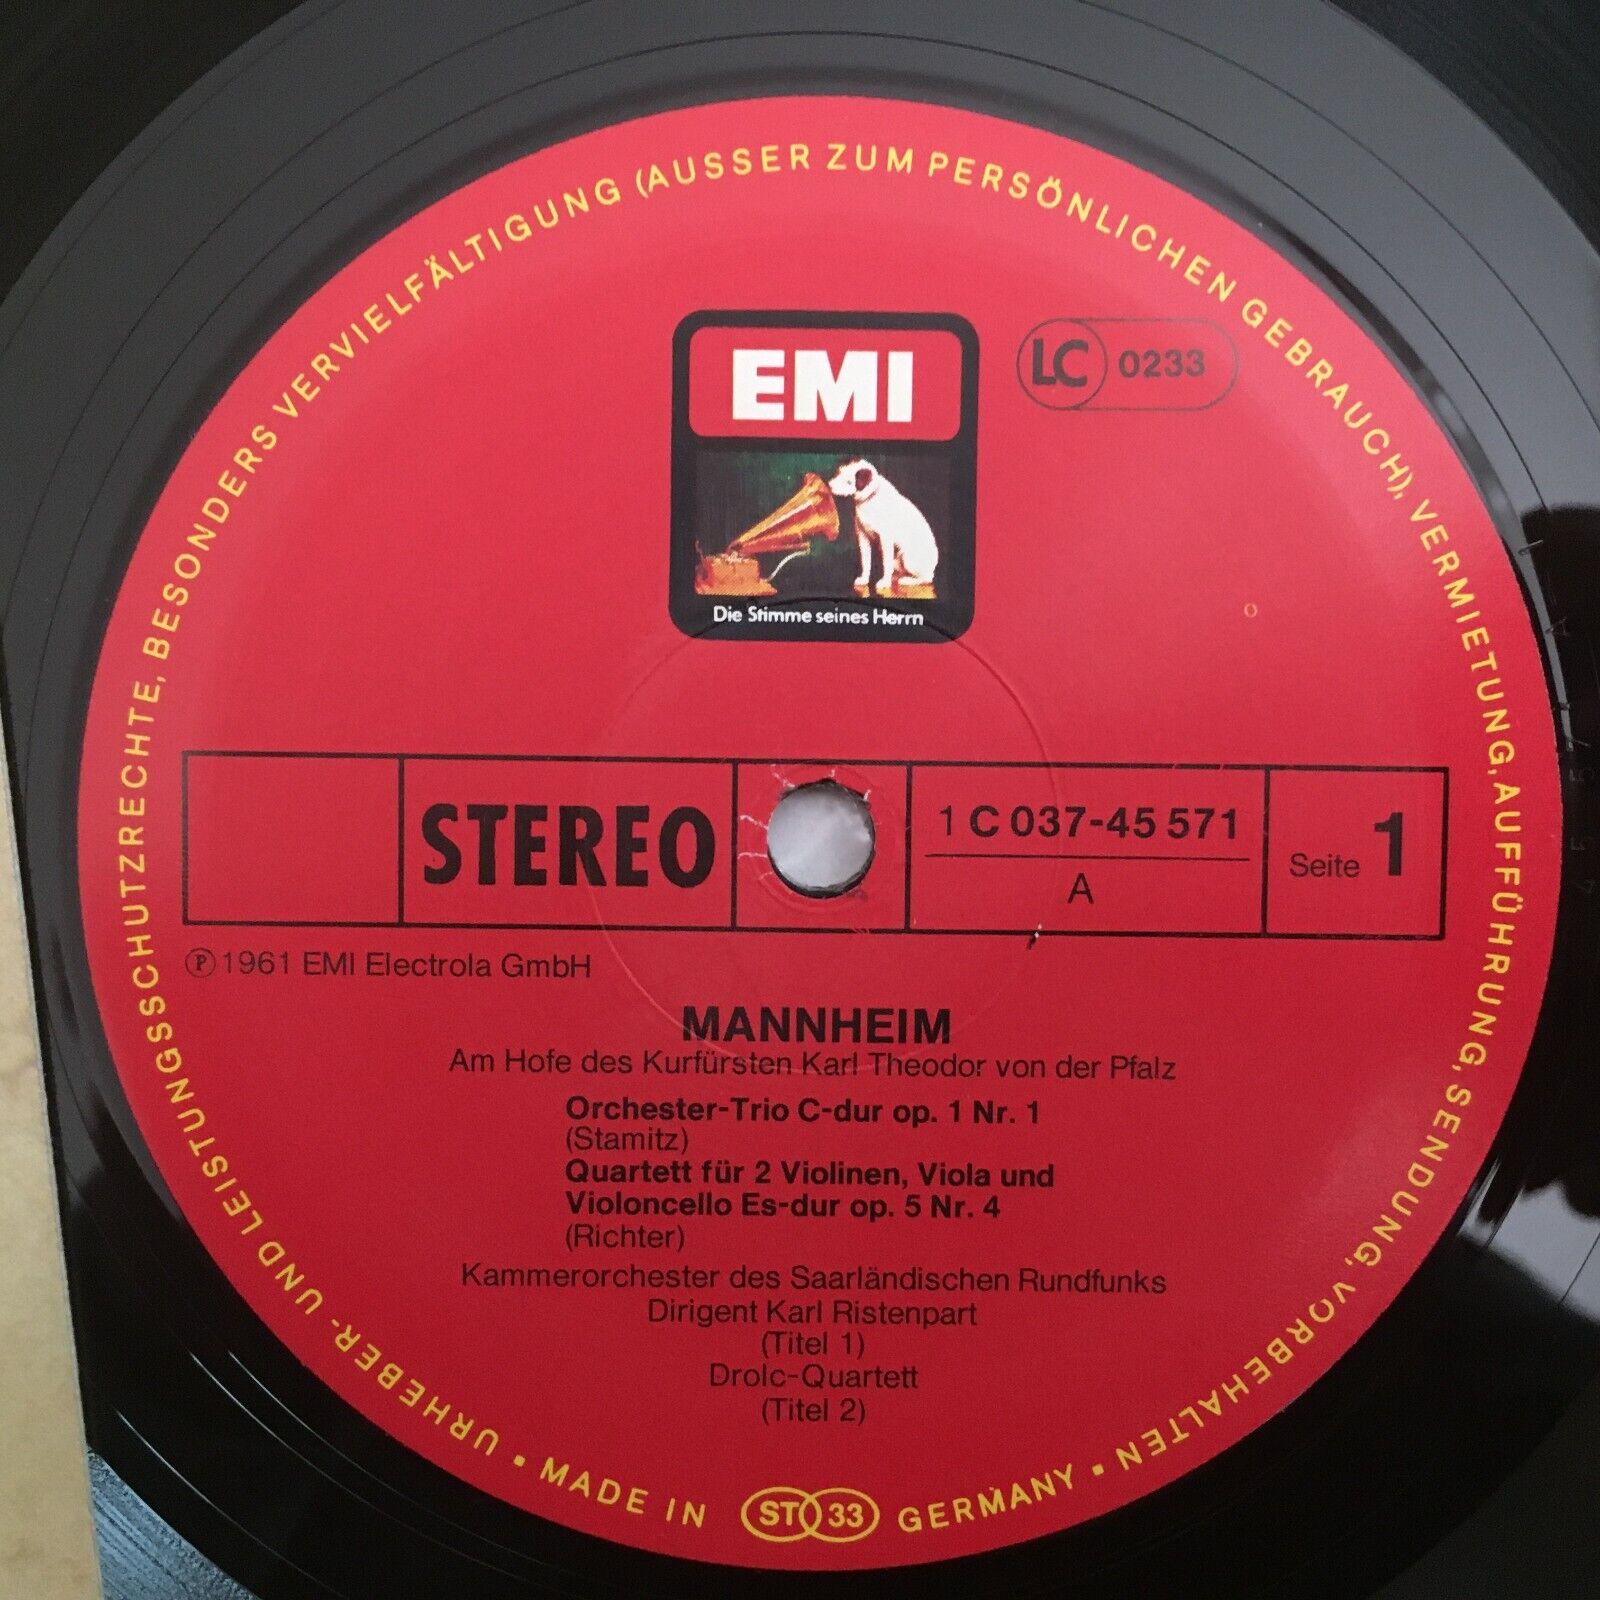 URHEBER- UND LEISTUNGSSCHUTZRECHTE, BESONDERS VERVIELFÄLTIGUNG (AUSSER ZUM PERSÖNLICHEN GEBRAUCH), VERMIETUNG, AUFFÜHRUNG, SENDUNG, VORBEHALTEN
EMI
LC 0233
Die Stimme seines Herrn
STEREO
1 C 037-45 571
A
Seite 1
℗ 1961 EMI Electrola GmbH
MANNHEIM
Am Hofe des Kurfürsten Karl Theodor von der Pfalz
Orchester-Trio C-dur op. 1 Nr. 1
(Stamitz)
Quartett für 2 Violinen, Viola und
Violoncello Es-dur op. 5 Nr. 4
(Richter)
Kammerorchester des Saarländischen Rundfunks
Dirigent Karl Ristenpart
(Titel 1)
Drolc-Quartett
(Titel 2)
• MADE IN ST 33 GERMANY •